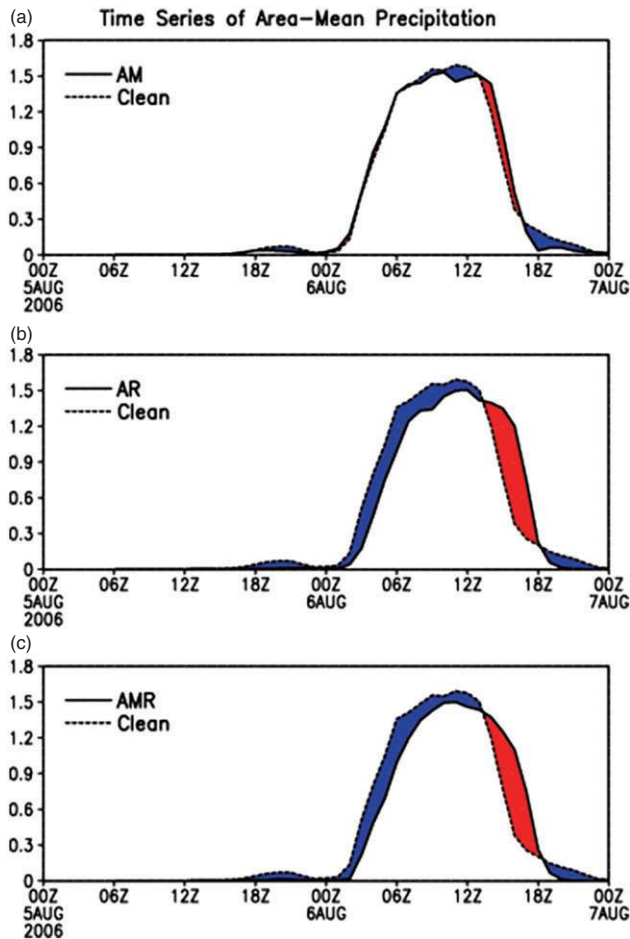 (a) Time Series of Area-Mean Precipitation
1.8
AM
1.5
Clean
1.2
0.9
0.6
0.3
0
00Z 06Z 12Z 18Z 00Z 06Z 12Z 18Z 00Z
5AUG 6AUG 7AUG
2006
(b)
1.8
AR
1.5
Clean
1.2
0.9
0.6
0.3
0
00Z 06Z 12Z 18Z 00Z 06Z 12Z 18Z 00Z
5AUG 6AUG 7AUG
2006
(c)
1.8
AMR
1.5
Clean
1.2
0.9
0.6
0.3
0
00Z 06Z 12Z 18Z 00Z 06Z 12Z 18Z 00Z
5AUG 6AUG 7AUG
2006